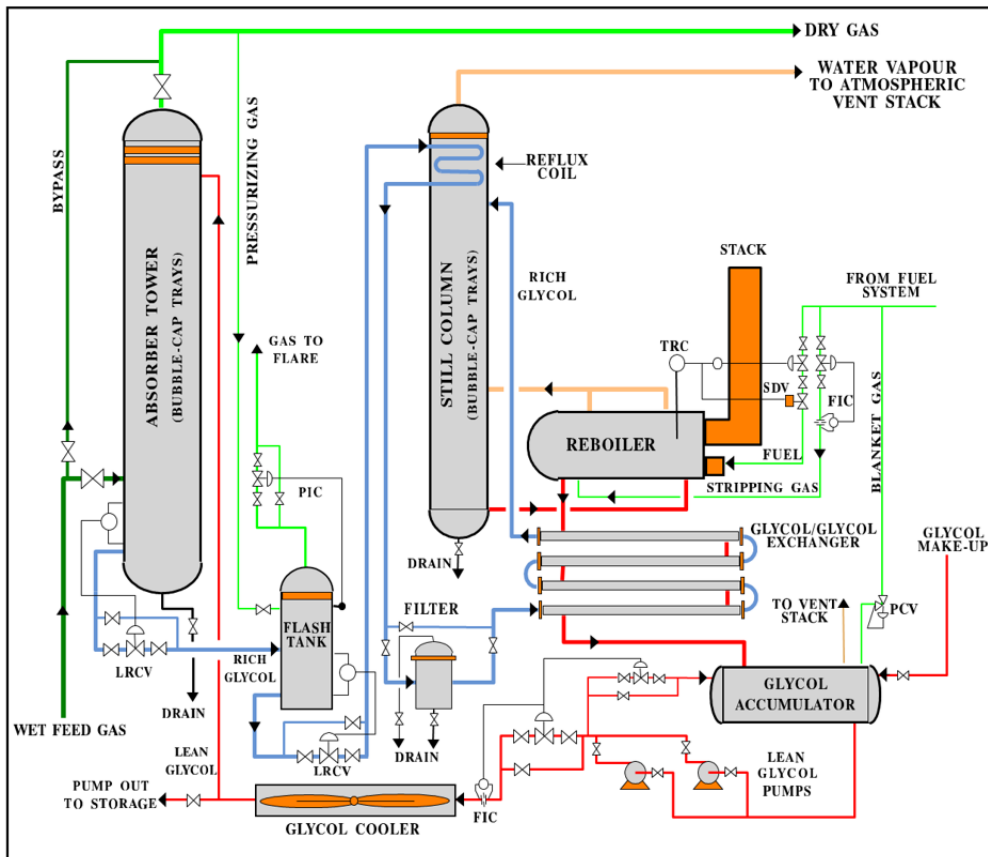 DRY GAS
WATER VAPOUR
TO ATMOSPHERIC
VENT STACK
BYPASS
PRESSURIZING GAS
REFLUX
COIL
ABSORBER TOWER
(BUBBLE-CAP TRAYS)
STILL COLUMN
(BUBBLE-CAP TRAYS)
RICH
GLYCOL
STACK
FROM FUEL
SYSTEM
GAS TO
FLARE
TRC
SDV
FIC
BLANKET GAS
REBOILER
FUEL
STRIPPING GAS
PIC
GLYCOL/GLYCOL
EXCHANGER
GLYCOL
MAKE-UP
DRAIN
FILTER
TO VENT
STACK
PCV
FLASH
TANK
LRCV
RICH
GLYCOL
GLYCOL
ACCUMULATOR
DRAIN
WET FEED GAS
LEAN
GLYCOL
LRCV
DRAIN
LEAN
GLYCOL
PUMPS
PUMP OUT
TO STORAGE
GLYCOL COOLER
FIC